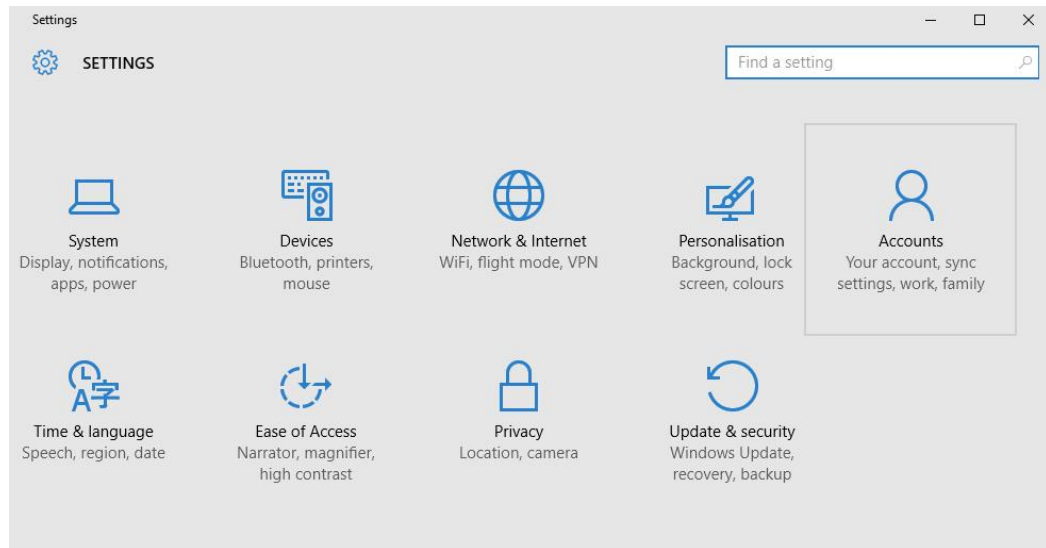 Settings
SETTINGS
Find a setting
System
Display, notifications,
apps, power
Devices
Bluetooth, printers,
mouse
Network & Internet
WiFi, flight mode, VPN
Personalisation
Background, lock
screen, colours
Accounts
Your account, sync
settings, work, family
Time & language
Speech, region, date
Ease of Access
Narrator, magnifier,
high contrast
Privacy
Location, camera
Update & security
Windows Update,
recovery, backup